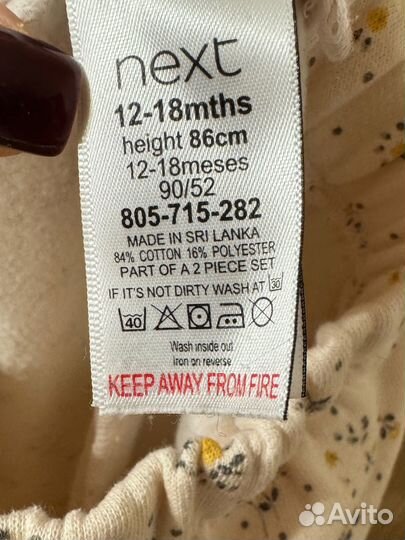 next
12-18mths
height 86cm
12-18meses
90/52
805-715-282
MADE IN SRI LANKA
84% COTTON 16% POLYESTER
PART OF A 2 PIECE SET
IF IT'S NOT DIRTY WASH AT 30
40
Wash inside out
iron on reverse
KEEP AWAY FROM FIRE
Avito